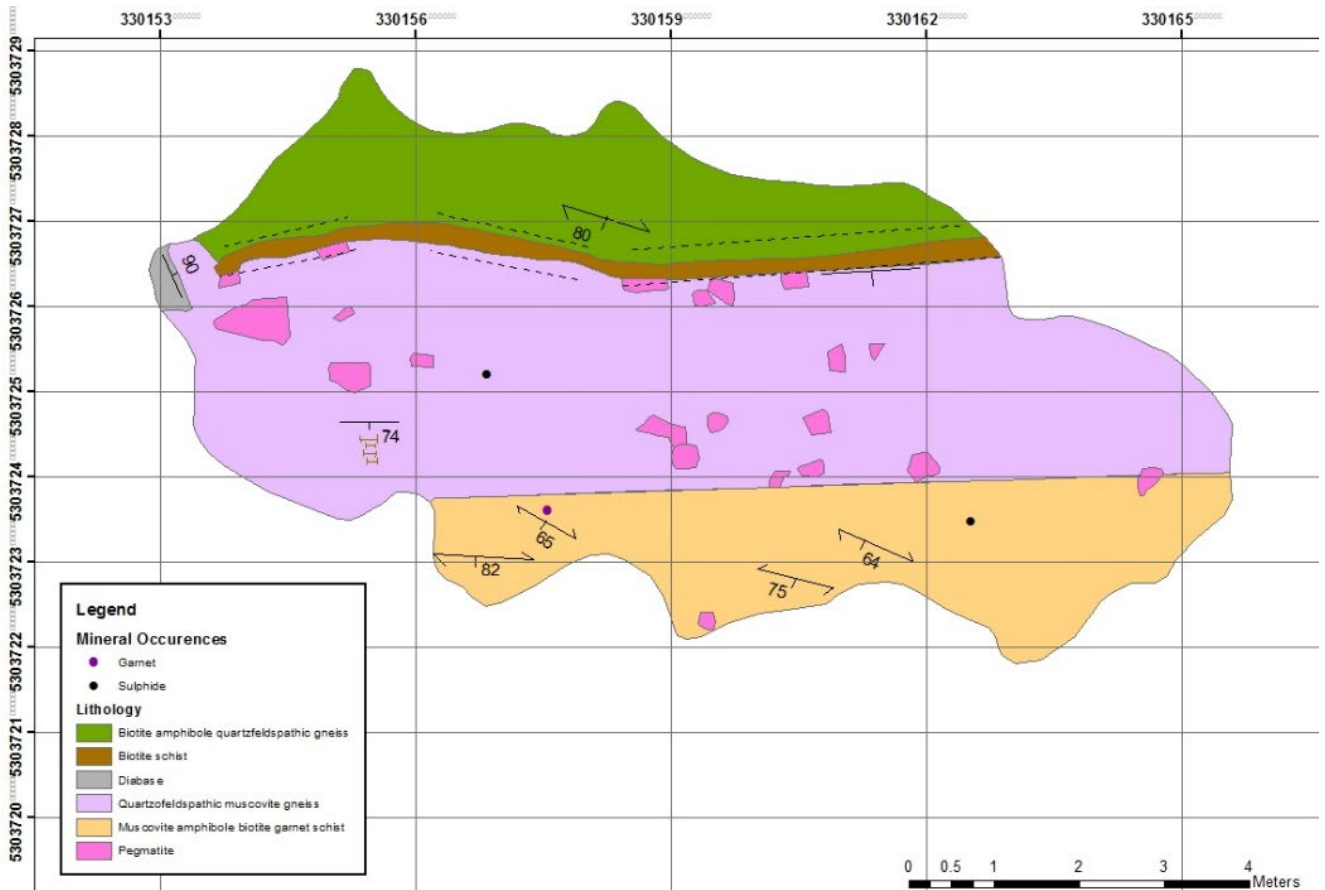 330153 330156 330159 330162 330165
5303729
5303728
5303727
5303726
5303725
5303724
5303723
5303722
5303721
5303720
80
90
74
65
82
64
75
Legend
Mineral Occurences
Garnet
Sulphide
Lithology
Biotite amphibole quartzfeldspathic gneiss
Biotite schist
Diabase
Quartzofeldspathic muscovite gneiss
Muscovite amphibole biotite garnet schist
Pegmatite
0 0.5 1 2 3 4
Meters